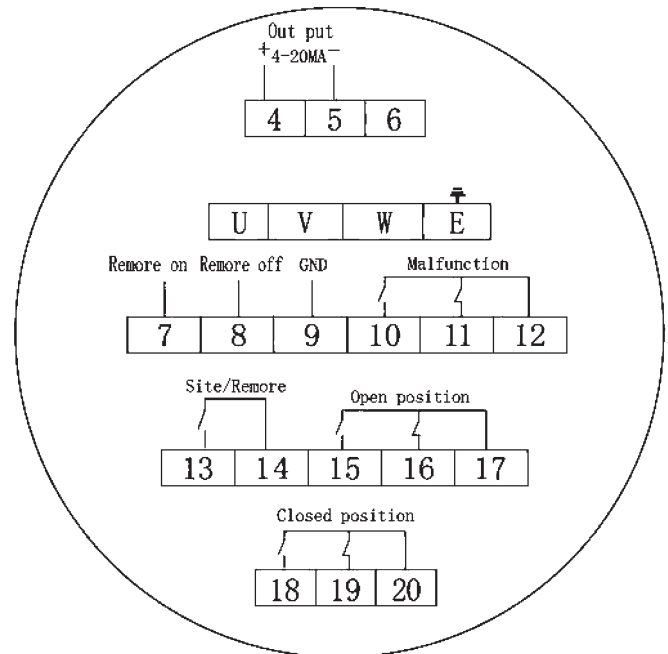 Out put
+4-20MA-
4 5 6
U V W E
Remore on Remore off GND Malfunction
7 8 9 10 11 12
Site/Remore Open position
13 14 15 16 17
Closed position
18 19 20